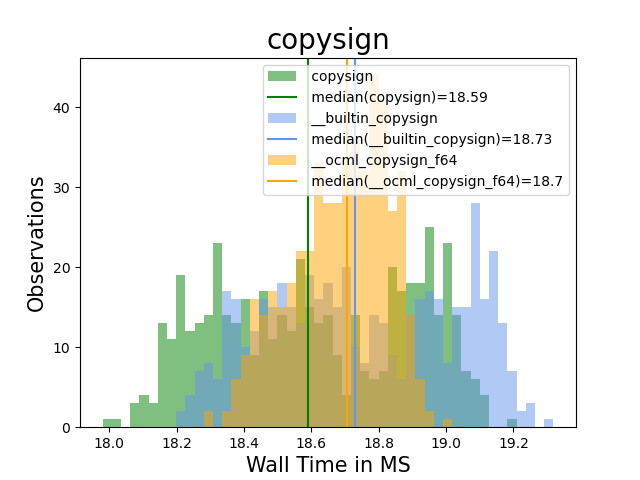 copysign
copysign
median(copysign)=18.59
__builtin_copysign
median(__builtin_copysign)=18.73
__ocml_copysign_f64
median(__ocml_copysign_f64)=18.7
Observations
40
30
20
10
0
18.0 18.2 18.4 18.6 18.8 19.0 19.2
Wall Time in MS